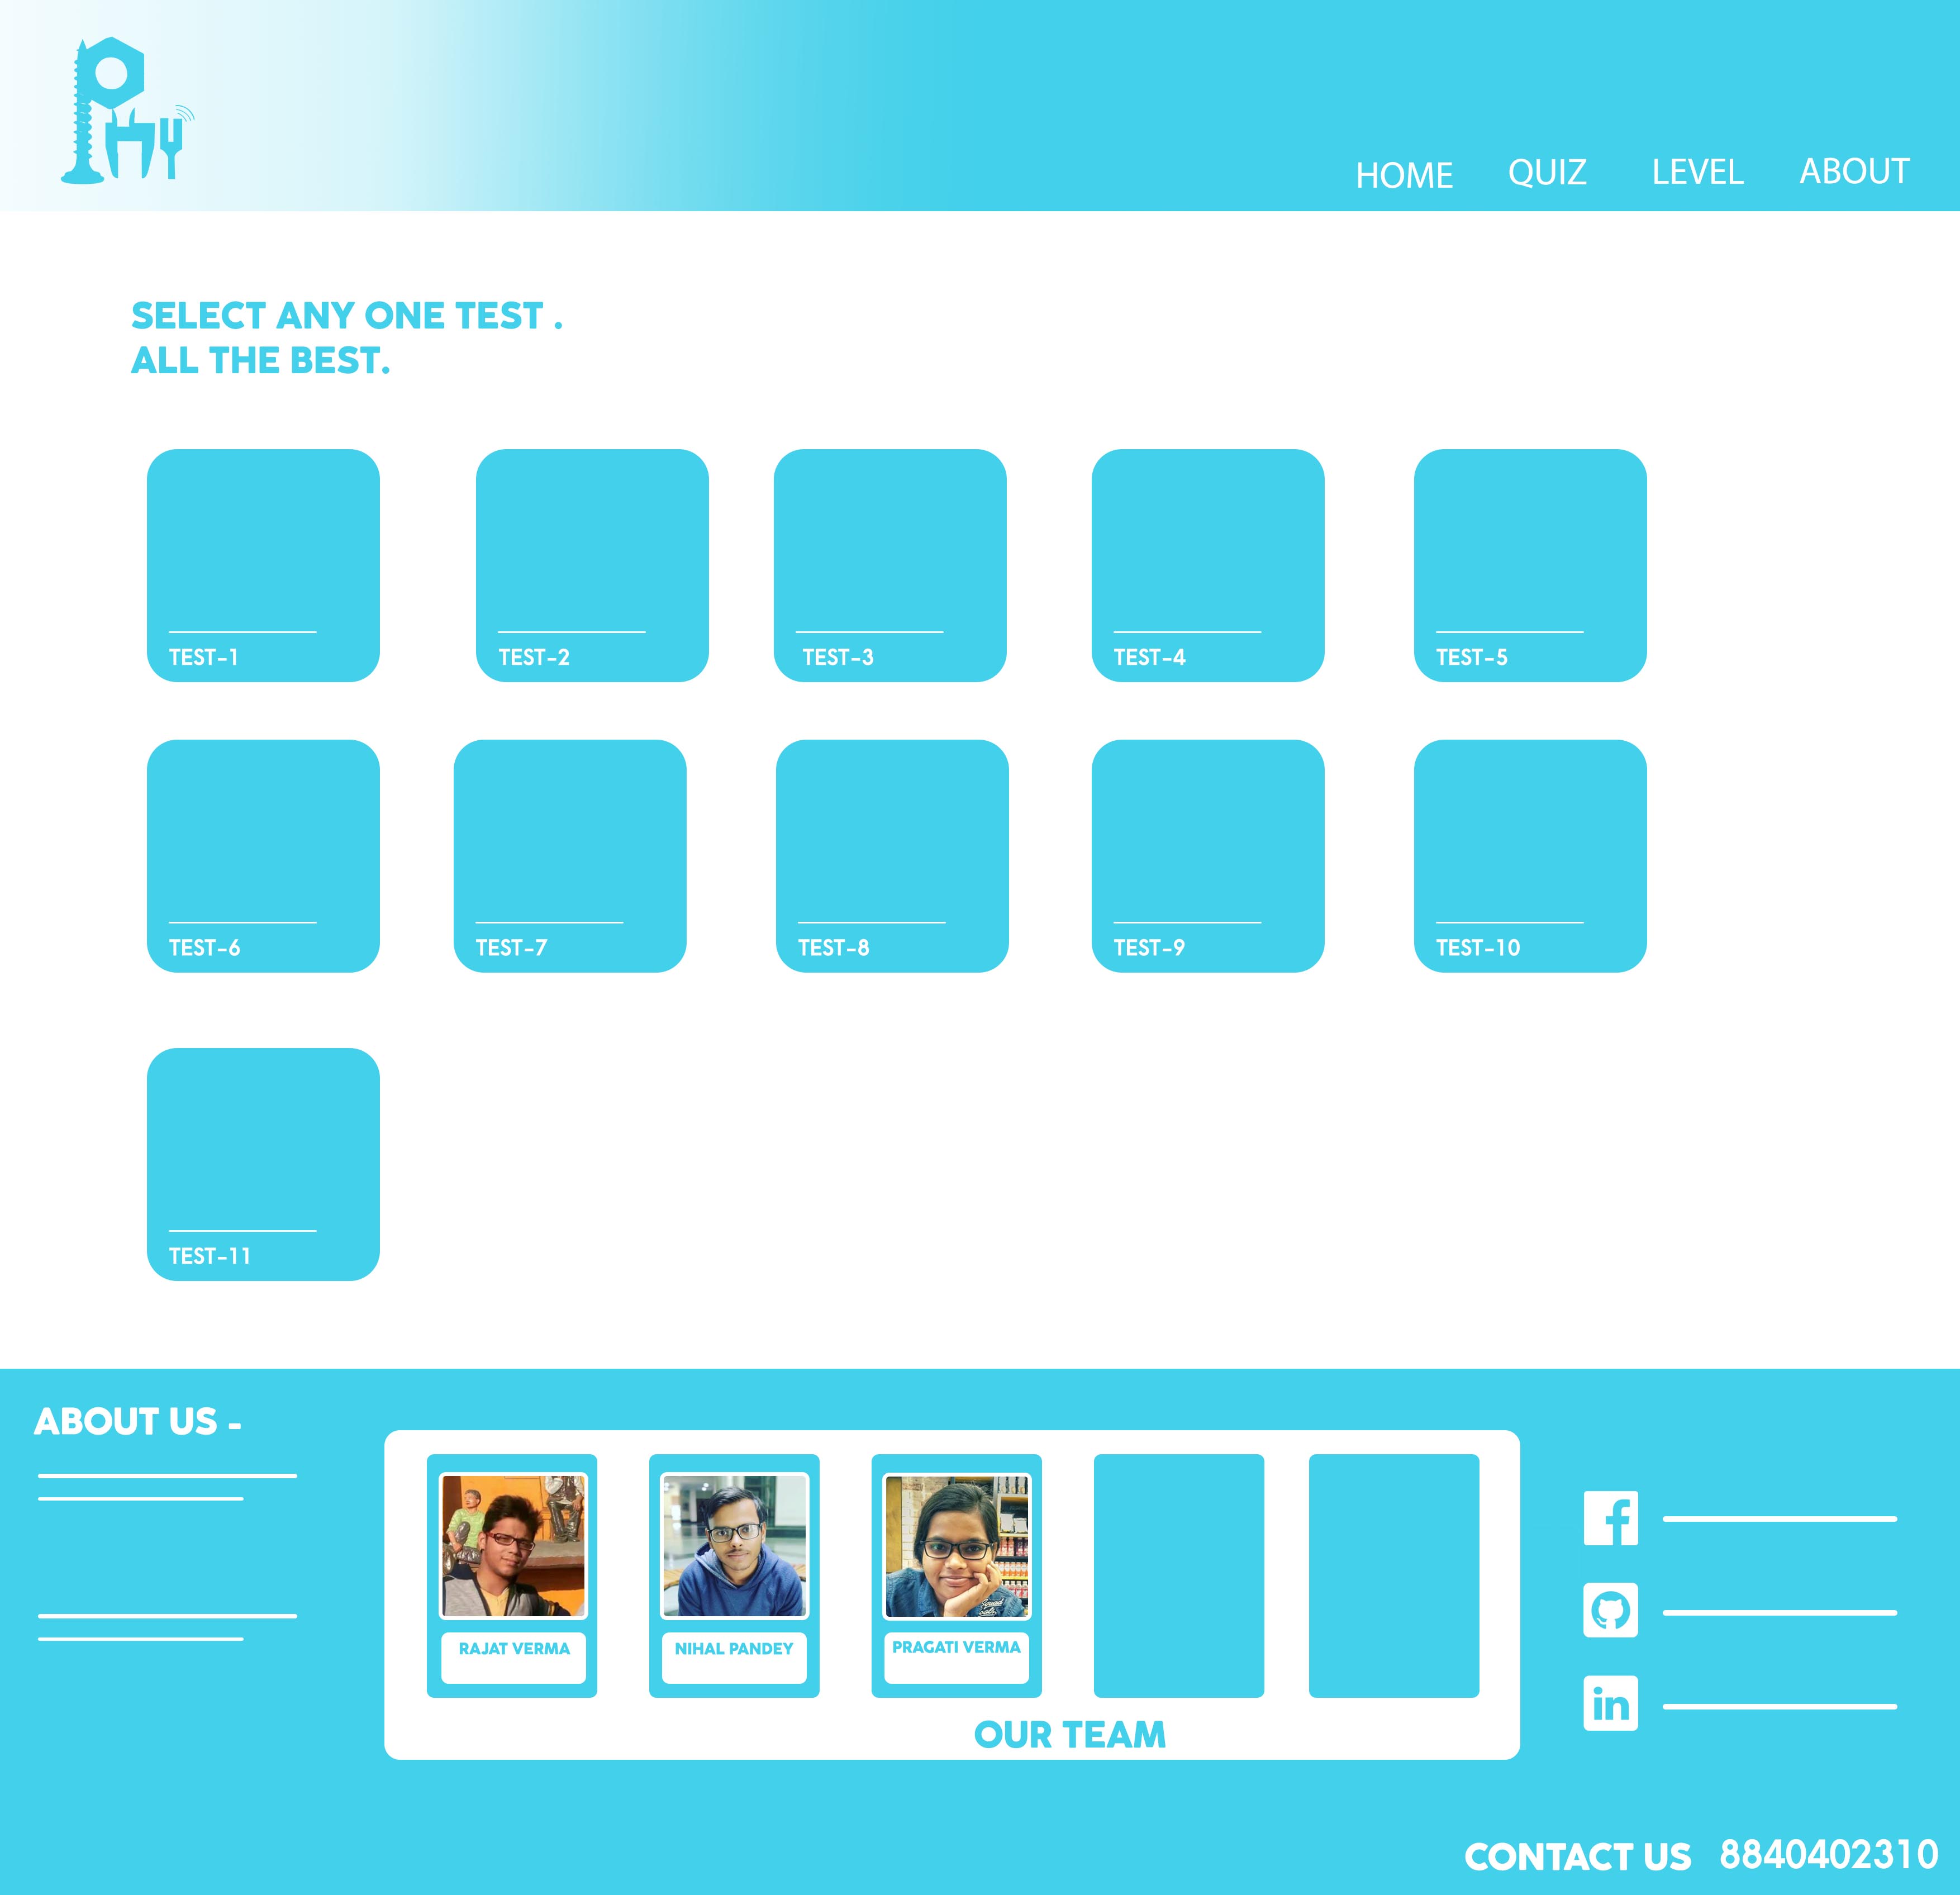 HOME QUIZ LEVEL ABOUT
SELECT ANY ONE TEST .
ALL THE BEST.
TEST-1
TEST-2
TEST-3
TEST-4
TEST-5
TEST-6
TEST-7
TEST-8
TEST-9
TEST-10
TEST-11
ABOUT US -
RAJAT VERMA
NIHAL PANDEY
PRAGATI VERMA
OUR TEAM
f
in
CONTACT US 8840402310